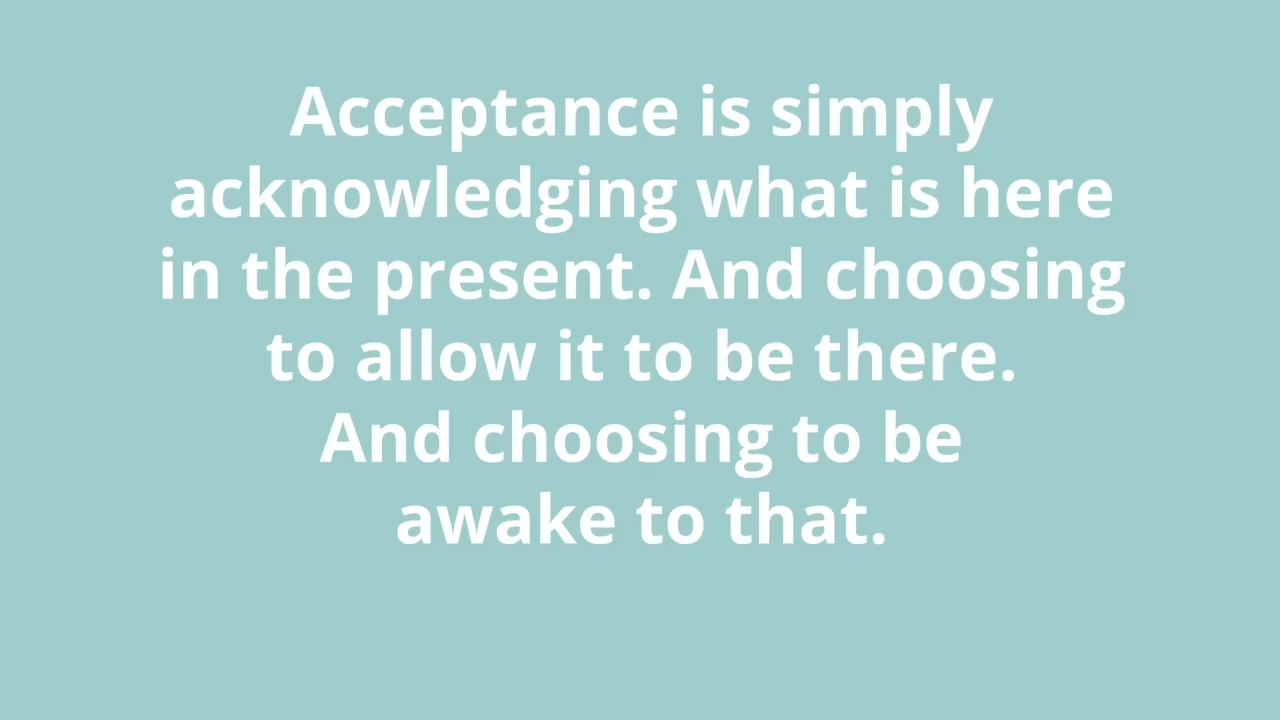 Acceptance is simply
acknowledging what is here
in the present. And choosing
to allow it to be there.
And choosing to be
awake to that.